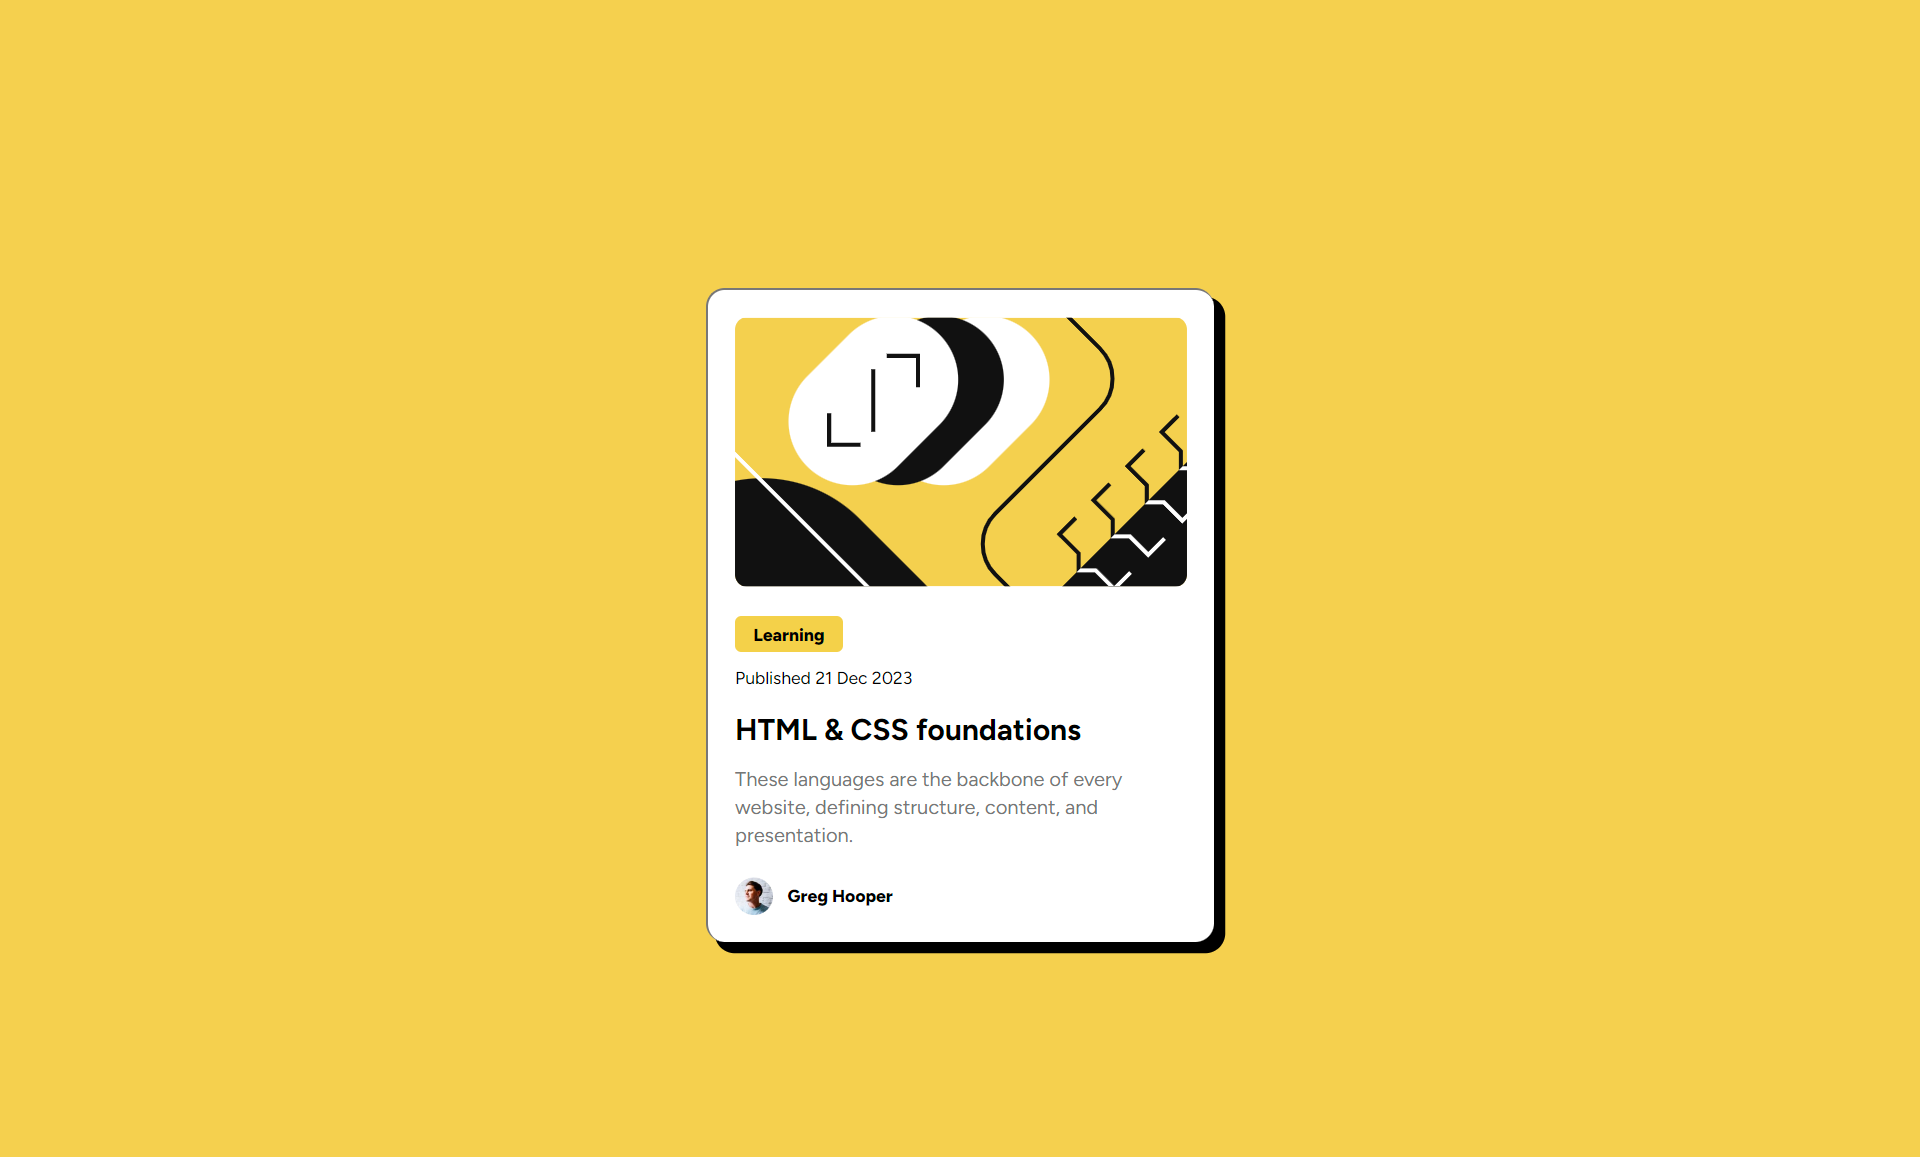 Learning
Published 21 Dec 2023
HTML & CSS foundations
These languages are the backbone of every
website, defining structure, content, and
presentation.
Greg Hooper